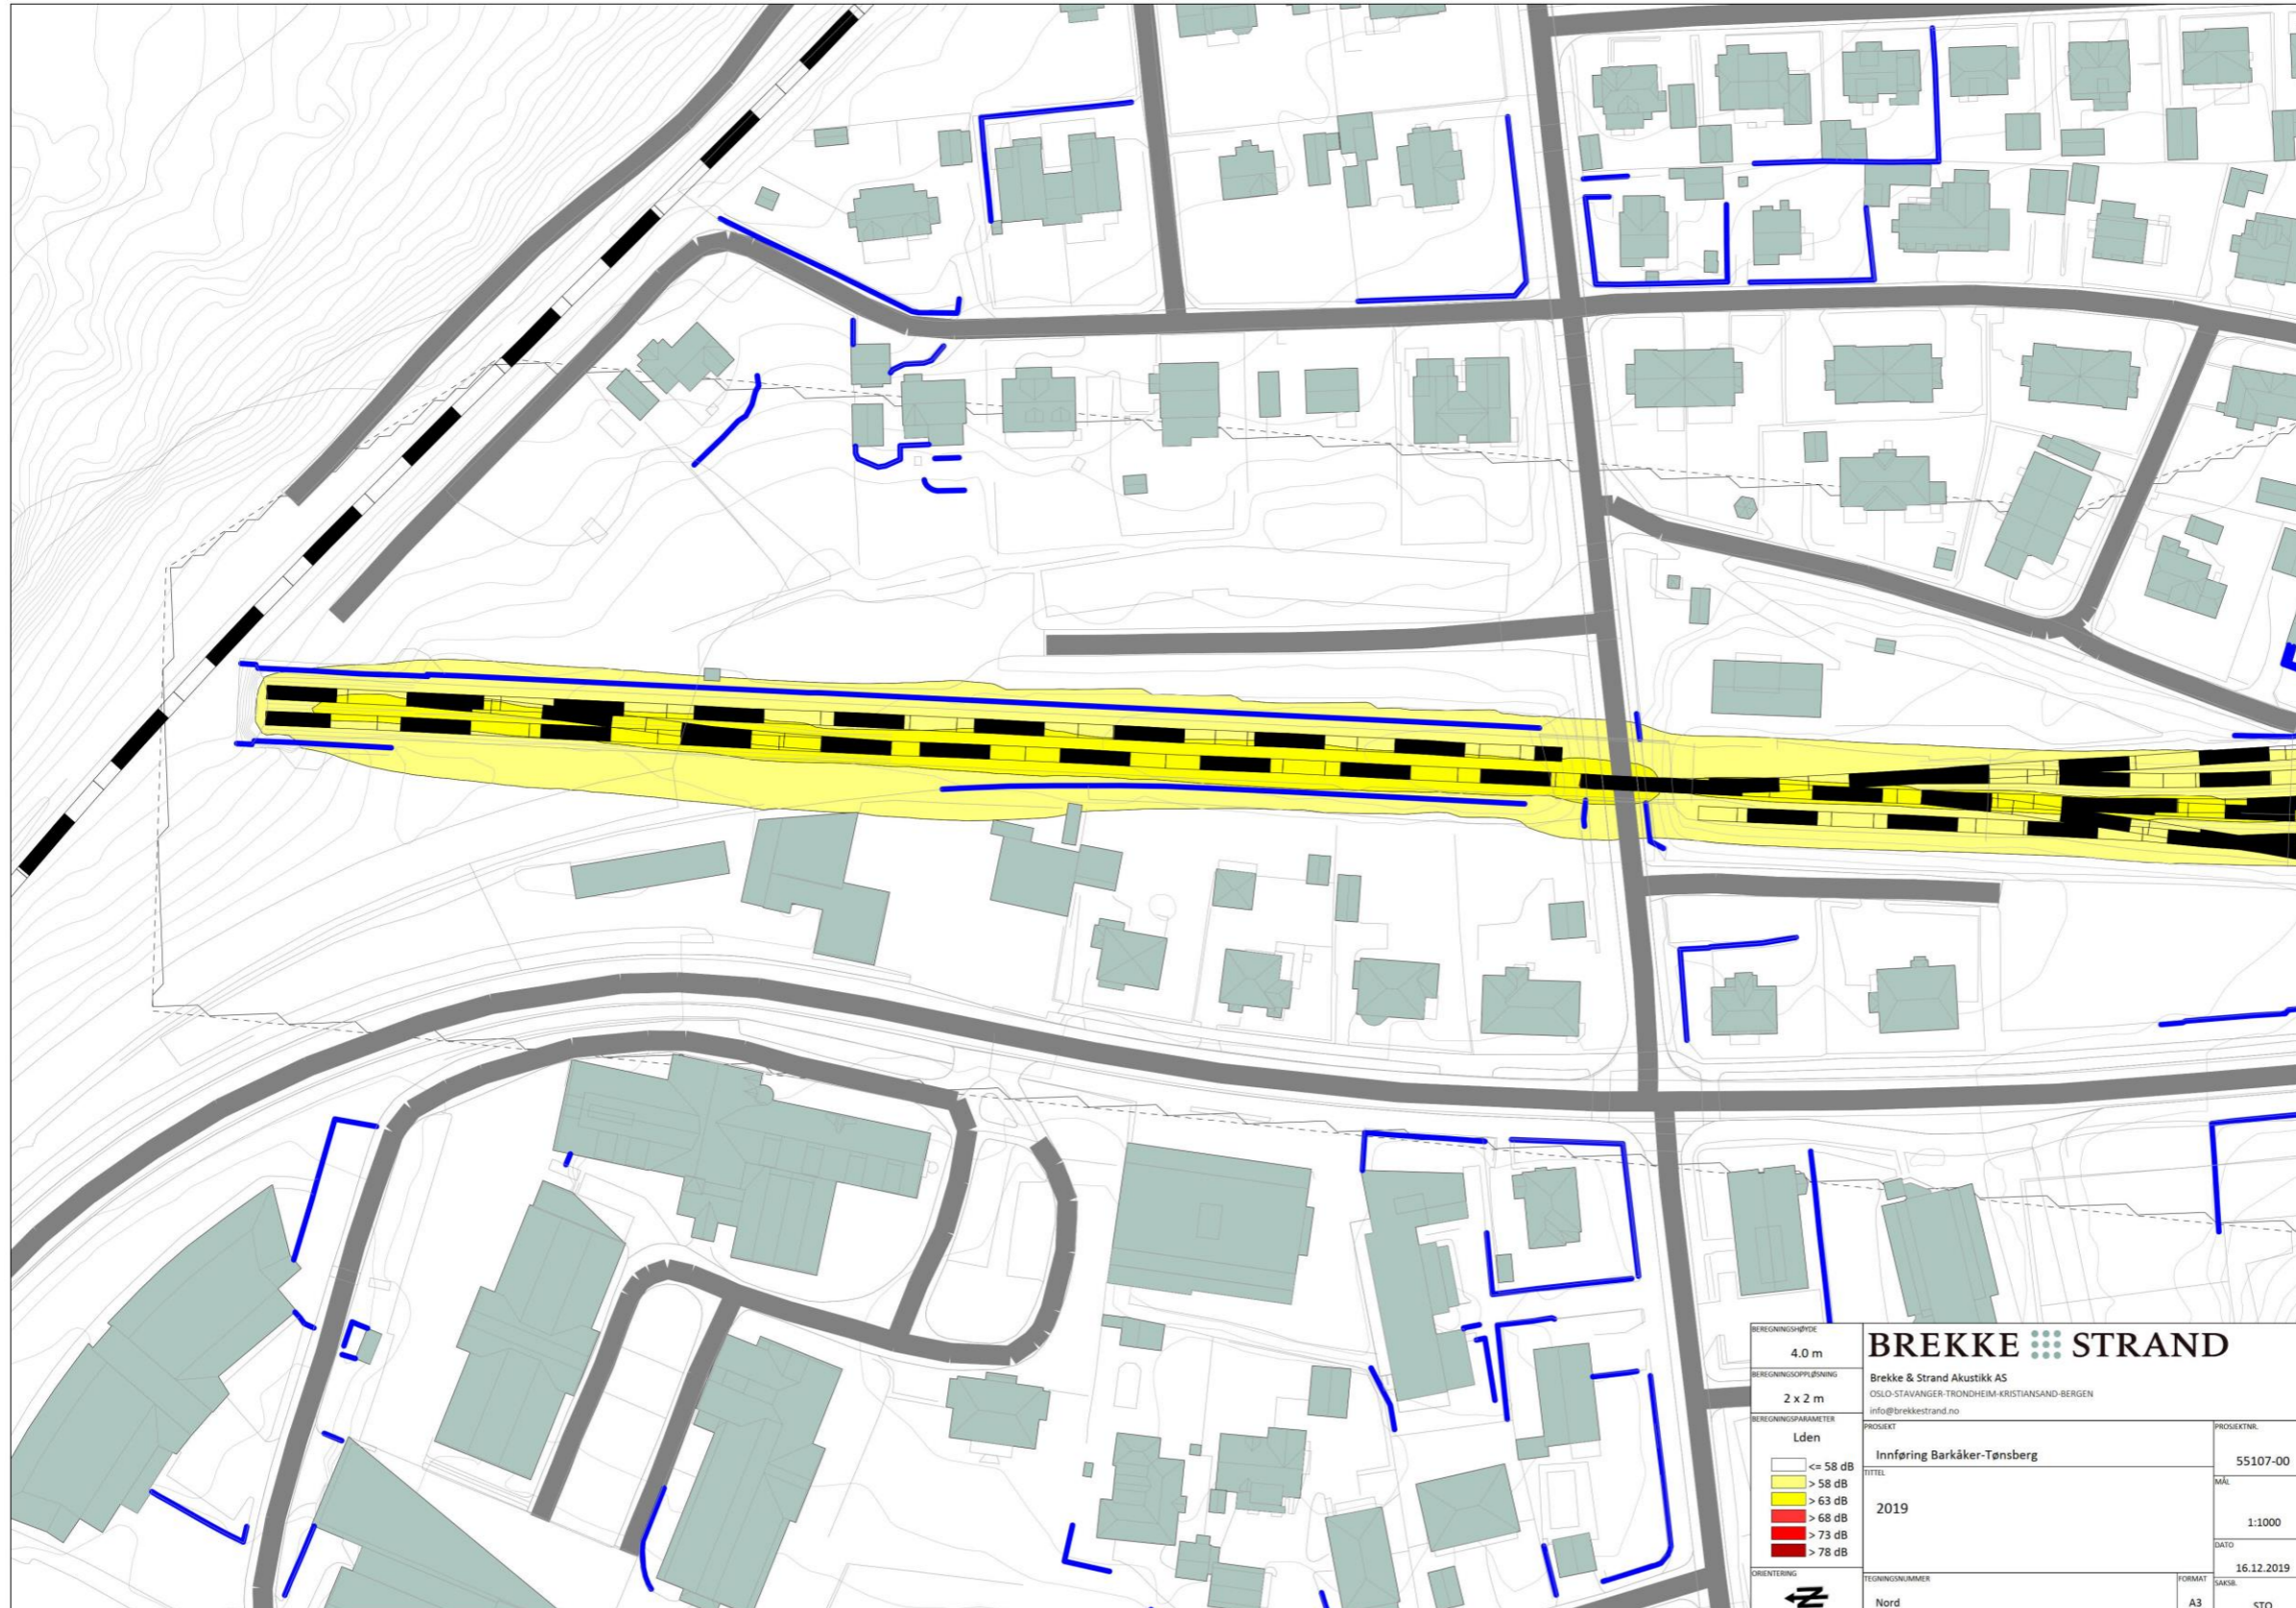 BEREGNINGSHØYDE
4.0 m
BEREGNINGSOPPLØSNING
2 x 2 m
BEREGNINGSPARAMETER
Lden
<= 58 dB
> 58 dB
> 63 dB
> 68 dB
> 73 dB
> 78 dB
ORIENTERING
BREKKE STRAND
Brekke & Strand Akustikk AS
OSLO-STAVANGER-TRONDHEIM-KRISTIANSAND-BERGEN
info@brekkestrand.no
PROSJEKT
Innføring Barkåker-Tønsberg
PROSJEKTNR.
55107-00
TITTEL
2019
MÅL
1:1000
DATO
16.12.2019
TEGNINGSNUMMER
Nord
FORMAT
A3
SAKSB.
STO